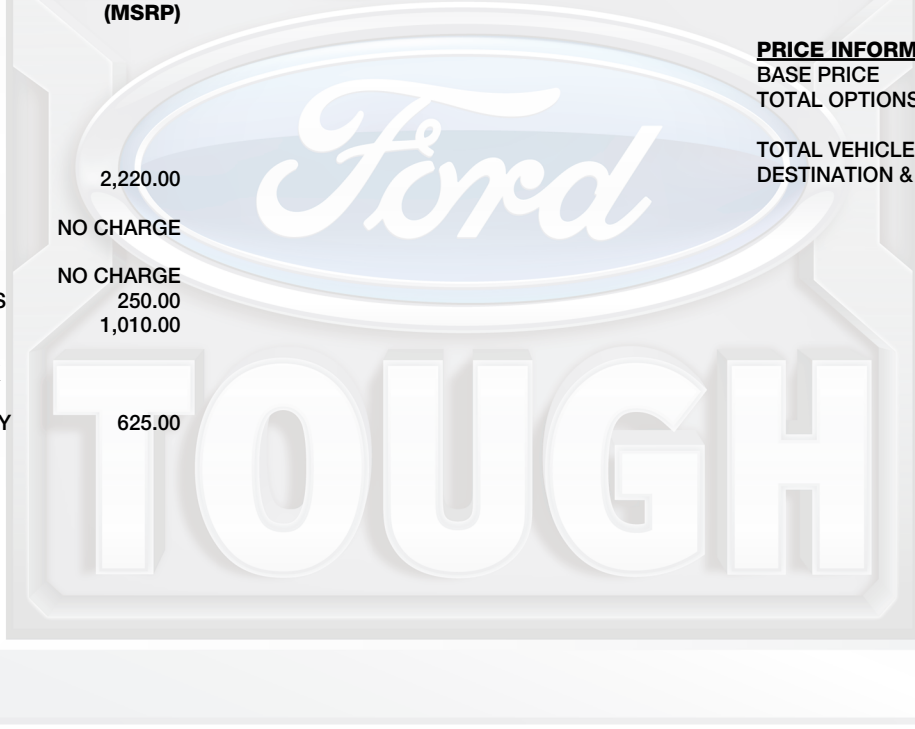 (MSRP)
2,220.00
NO CHARGE
NO CHARGE
S 250.00
1,010.00
Y 625.00
PRICE INFORM
BASE PRICE
TOTAL OPTIONS
TOTAL VEHICLE
DESTINATION &
Ford
TOUGH